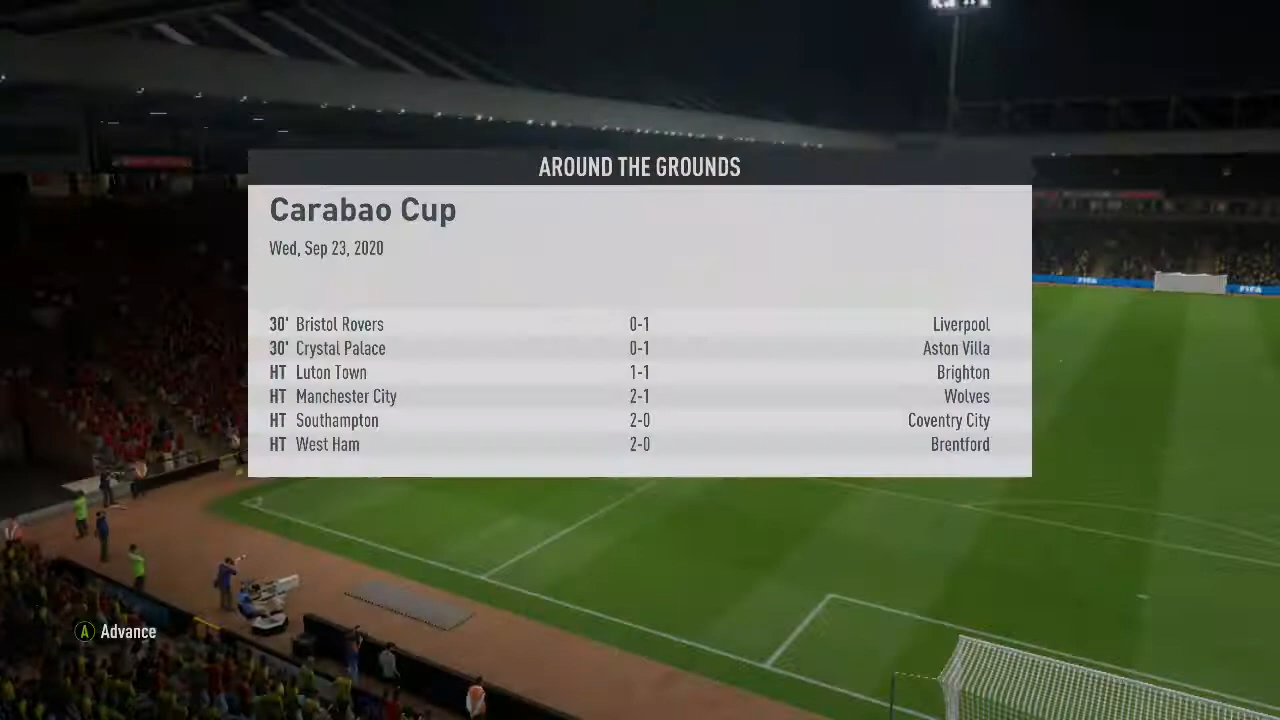 AROUND THE GROUNDS
Carabao Cup
Wed, Sep 23, 2020
30' Bristol Rovers 0-1 Liverpool
30' Crystal Palace 0-1 Aston Villa
HT Luton Town 1-1 Brighton
HT Manchester City 2-1 Wolves
HT Southampton 2-0 Coventry City
HT West Ham 2-0 Brentford
FIFA FIFA
A Advance